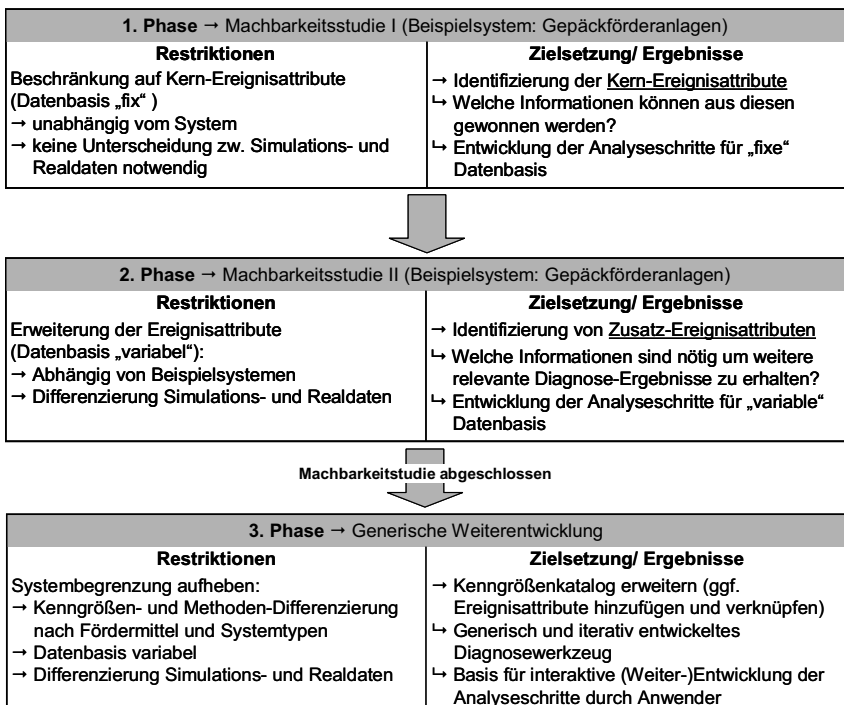 1. Phase → Machbarkeitsstudie I (Beispielsystem: Gepäckförderanlagen)
Restriktionen
Beschränkung auf Kern-Ereignisattribute
(Datenbasis „fix“ )
→ unabhängig vom System
→ keine Unterscheidung zw. Simulations- und
Realdaten notwendig
Zielsetzung/ Ergebnisse
→ Identifizierung der Kern-Ereignisattribute
↳ Welche Informationen können aus diesen
gewonnen werden?
↳ Entwicklung der Analyseschritte für „fixe“
Datenbasis
2. Phase → Machbarkeitsstudie II (Beispielsystem: Gepäckförderanlagen)
Restriktionen
Erweiterung der Ereignisattribute
(Datenbasis „variabel“):
→ Abhängig von Beispielsystemen
→ Differenzierung Simulations- und Realdaten
Zielsetzung/ Ergebnisse
→ Identifizierung von Zusatz-Ereignisattributen
↳ Welche Informationen sind nötig um weitere
relevante Diagnose-Ergebnisse zu erhalten?
↳ Entwicklung der Analyseschritte für „variable“
Datenbasis
Machbarkeitstudie abgeschlossen
3. Phase → Generische Weiterentwicklung
Restriktionen
Systembegrenzung aufheben:
→ Kenngrößen- und Methoden-Differenzierung
nach Fördermittel und Systemtypen
→ Datenbasis variabel
→ Differenzierung Simulations- und Realdaten
Zielsetzung/ Ergebnisse
→ Kenngrößenkatalog erweitern (ggf.
Ereignisattribute hinzufügen und verknüpfen)
↳ Generisch und iterativ entwickeltes
Diagnosewerkzeug
↳ Basis für interaktive (Weiter-)Entwicklung der
Analyseschritte durch Anwender